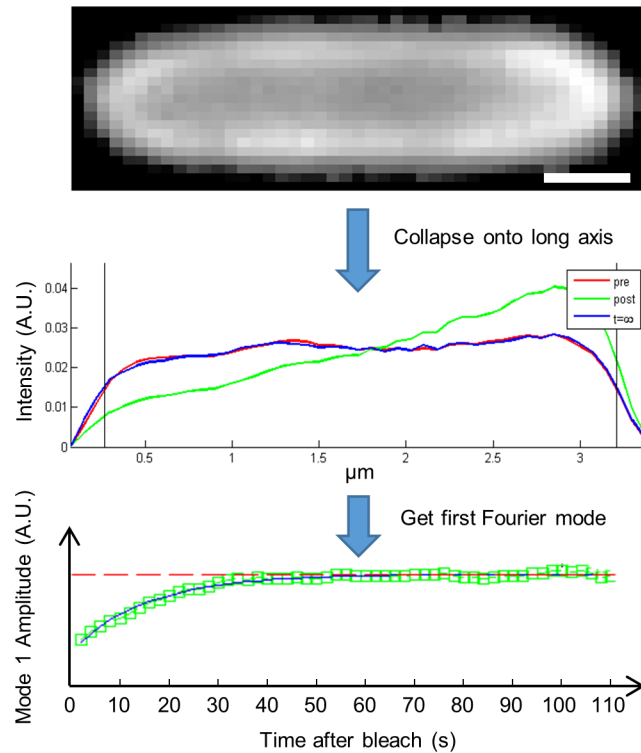 Collapse onto long axis
Intensity (A.U.)
0.04
0.03
0.02
0.01
0
pre
post
t=∞
0.5
1
1.5
2
2.5
3
µm
Get first Fourier mode
Mode 1 Amplitude (A.U.)
0
10
20
30
40
50
60
70
80
90
100
110
Time after bleach (s)